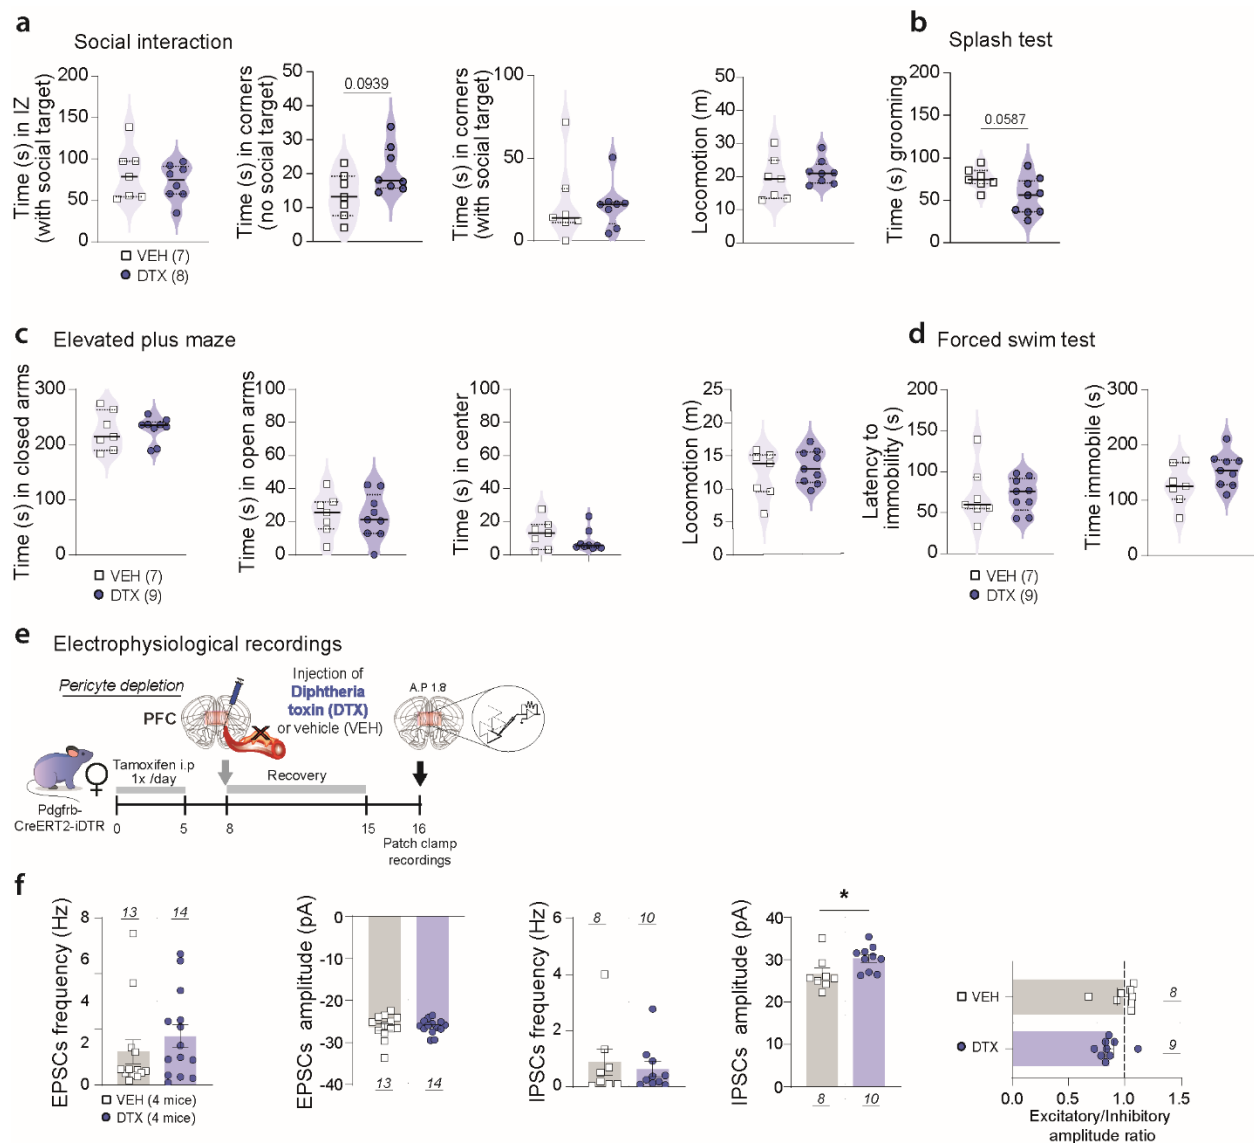 a
Social interaction
Time (s) in IZ
(with social target)
200
150
100
50
0
VEH (7)
DTX (8)
Time (s) in corners
(no social target)
50
40
30
20
10
0
0.0939
Time (s) in corners
(with social target)
100
50
0
Locomotion (m)
50
40
30
20
10
0
b
Splash test
Time (s) grooming
200
150
100
50
0
0.0587
c
Elevated plus maze
Time (s) in closed arms
300
200
100
0
VEH (7)
DTX (9)
Time (s) in open arms
100
80
60
40
20
0
Time (s) in center
100
80
60
40
20
0
Locomotion (m)
25
20
15
10
5
0
d
Forced swim test
Latency to
immobility (s)
200
150
100
50
0
VEH (7)
DTX (9)
Time immobile (s)
300
200
100
0
e
Electrophysiological recordings
Pericyte depletion
PFC
Injection of
Diphtheria
toxin (DTX)
or vehicle (VEH)
A.P 1.8
Tamoxifen i.p
1x /day
Recovery
Pdgfrb-
CreERT2-iDTR
0
5
8
15
16
Patch clamp
recordings
f
EPSCs frequency (Hz)
8
6
4
2
0
13
14
VEH (4 mice)
DTX (4 mice)
EPSCs amplitude (pA)
0
-10
-20
-30
-40
13
14
IPSCs frequency (Hz)
6
4
2
0
8
10
IPSCs amplitude (pA)
40
30
20
10
0
*
8
10
VEH
DTX
8
9
0.0
0.5
1.0
1.5
Excitatory/Inhibitory
amplitude ratio